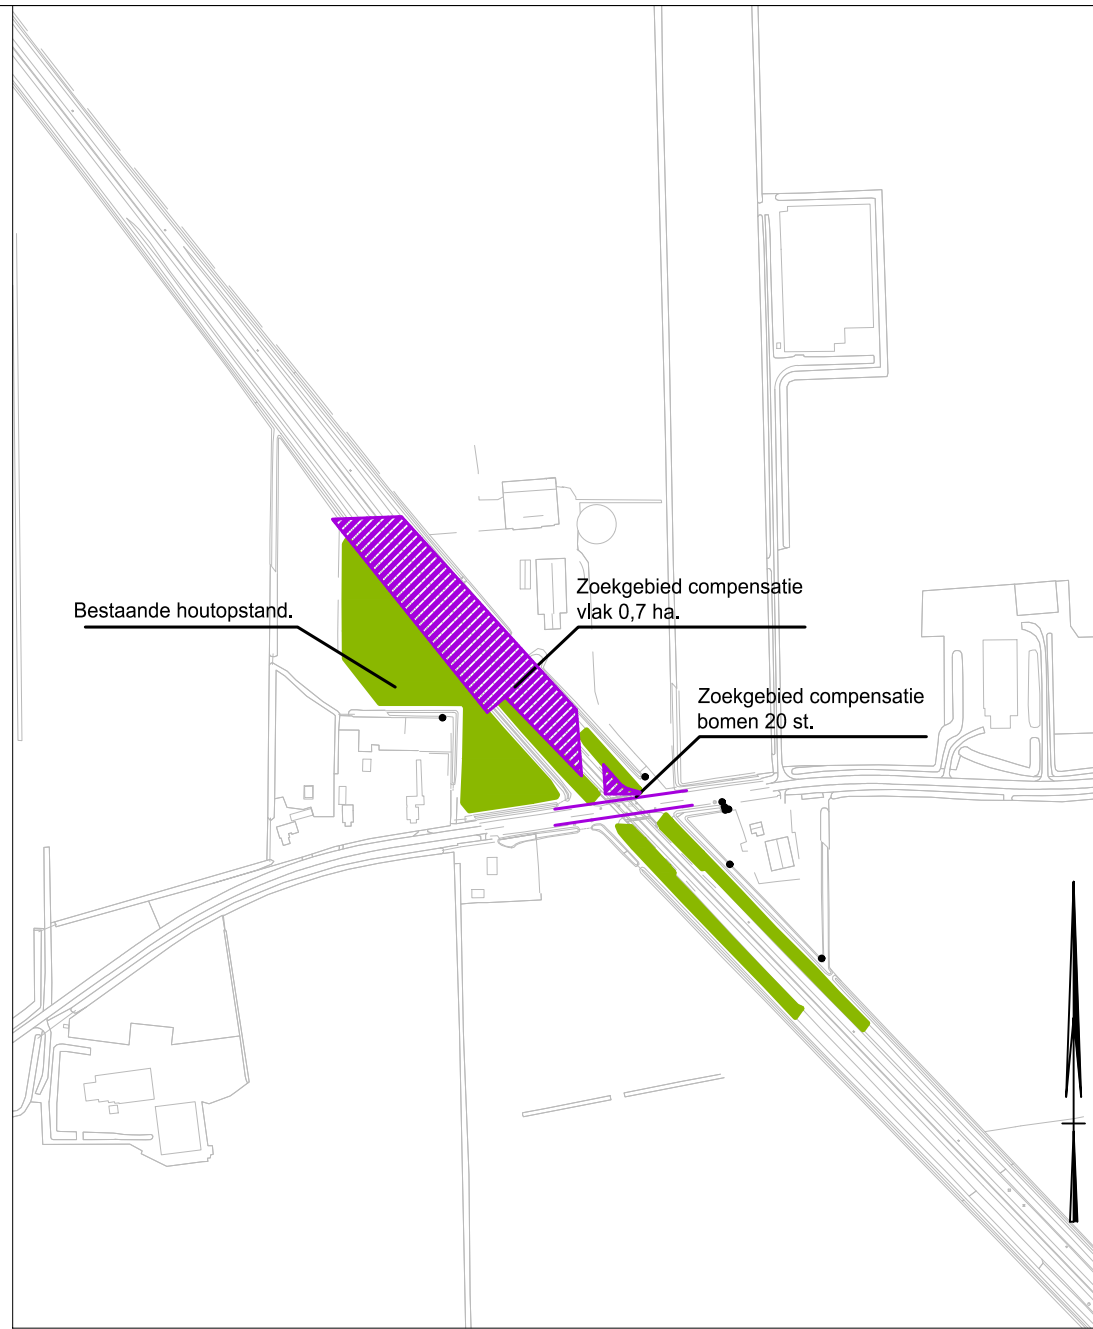 Bestaande houtopstand.
Zoekgebied compensatie
vlak 0,7 ha.
Zoekgebied compensatie
bomen 20 st.